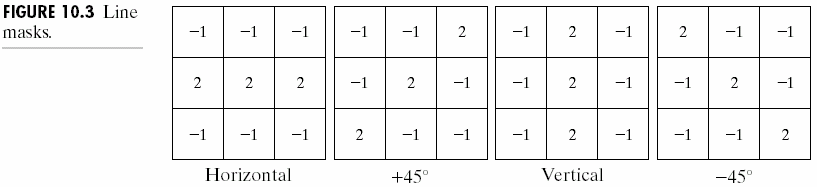 FIGURE 10.3 Line
masks.
−1 −1 −1 −1 −1 2 −1 2 −1 2 −1 −1
2 2 2 −1 2 −1 −1 2 −1 −1 2 −1
−1 −1 −1 2 −1 −1 −1 2 −1 −1 −1 2
Horizontal +45° Vertical −45°